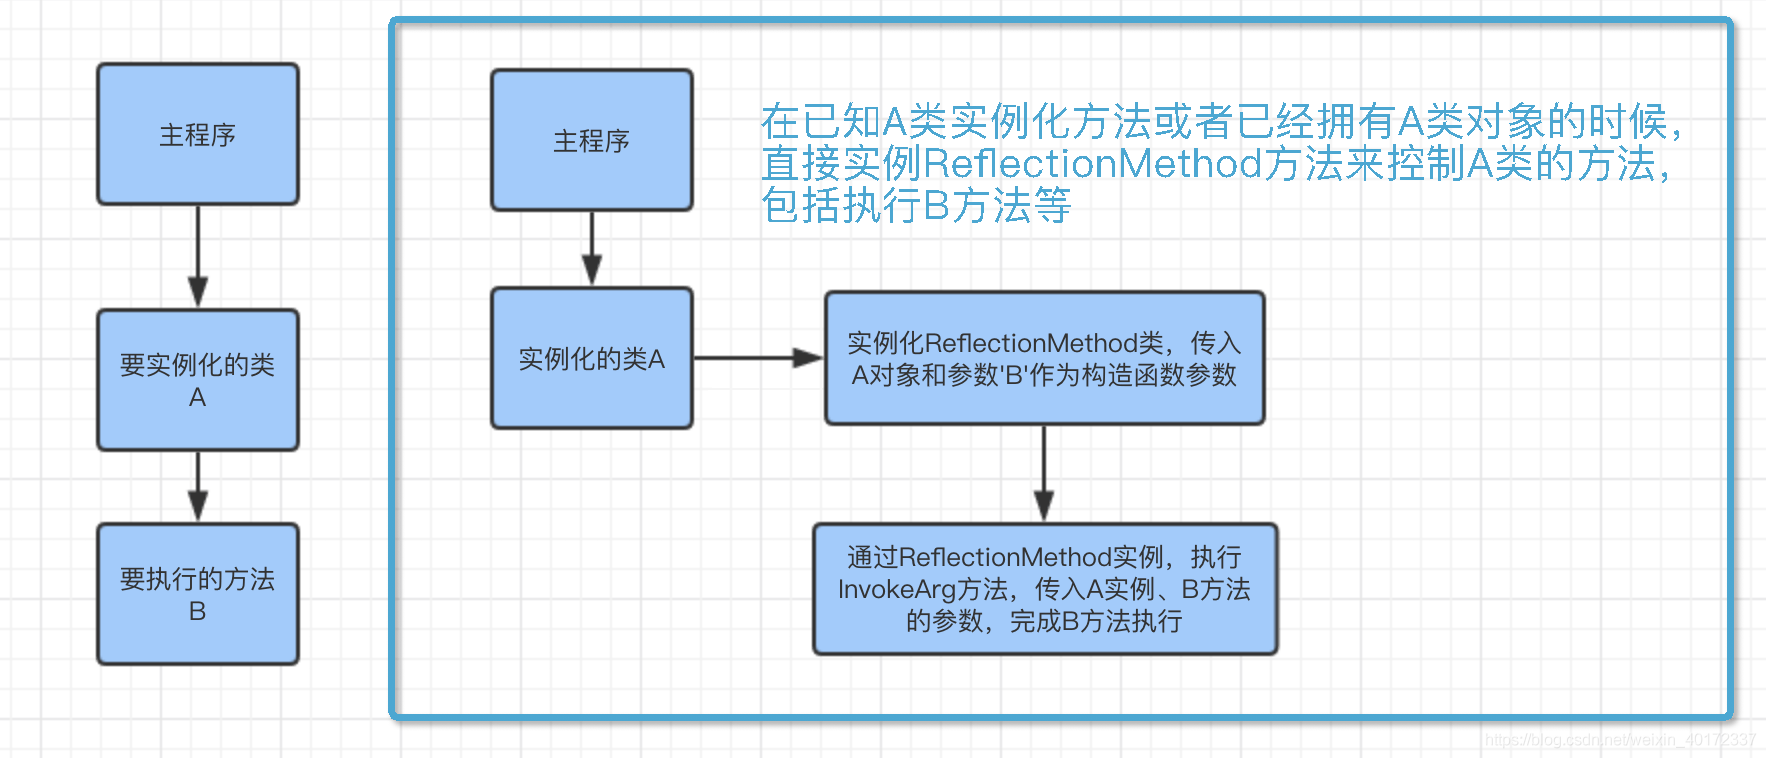 主程序
要实例化的类
A
要执行的方法
B
在已知A类实例化方法或者已经拥有A类对象的时候，
直接实例ReflectionMethod方法来控制A类的方法，
包括执行B方法等
主程序
实例化的类A
实例化ReflectionMethod类，传入
A对象和参数'B'作为构造函数参数
通过ReflectionMethod实例，执行
InvokeArg方法，传入A实例、B方法
的参数，完成B方法执行
https://blog.csdn.net/weixin_40172337